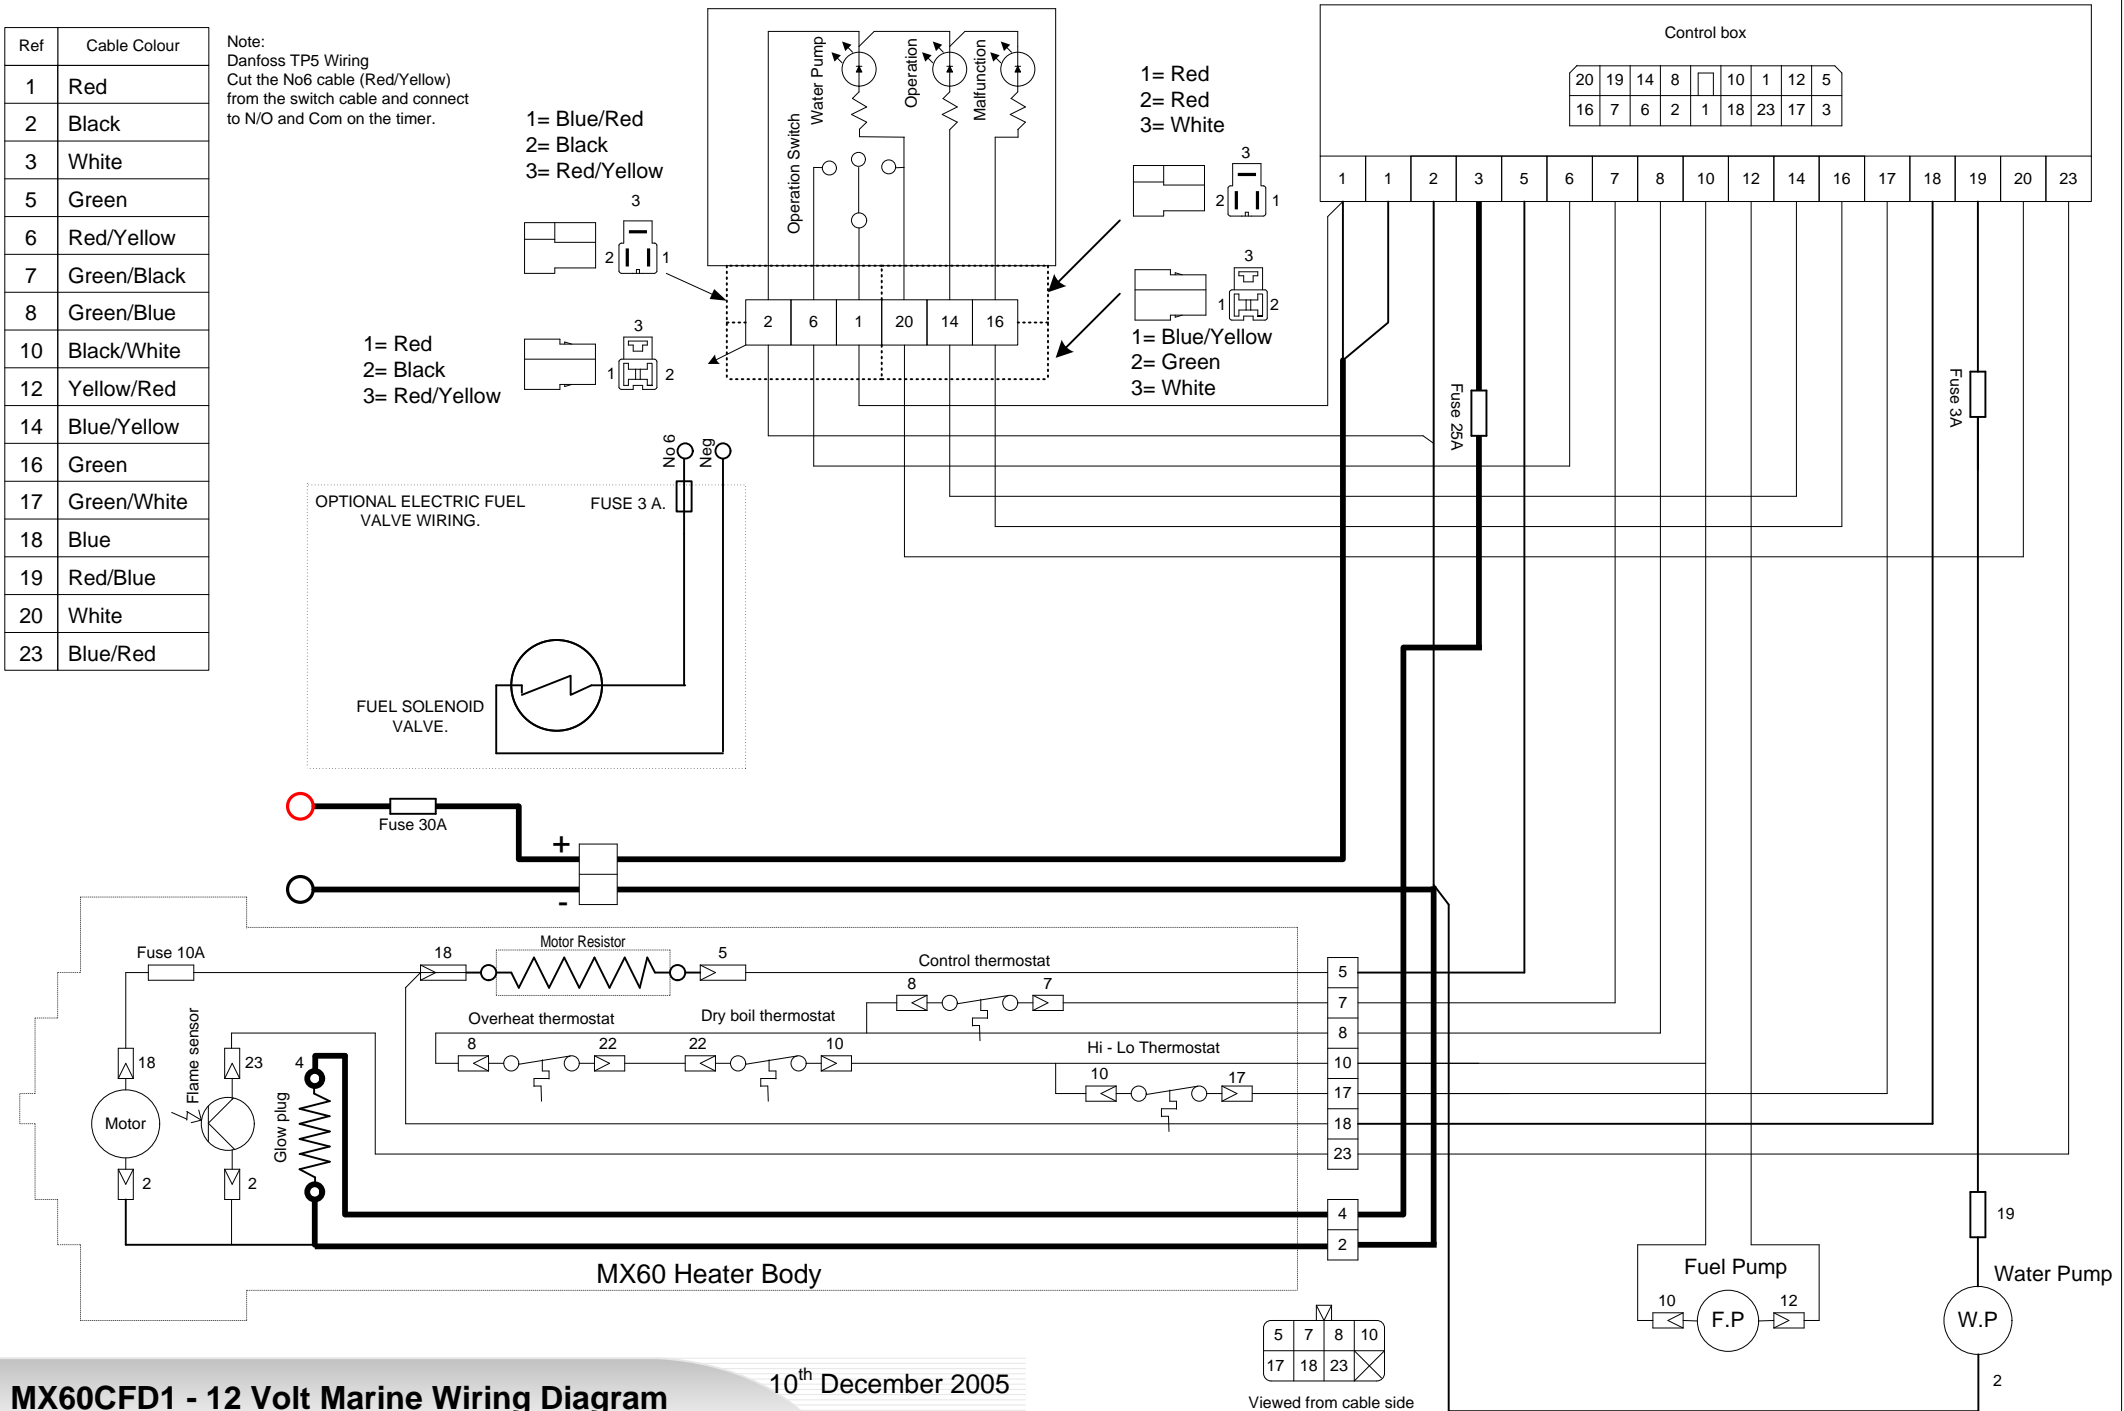 Ref Cable Colour
1 Red
2 Black
3 White
5 Green
6 Red/Yellow
7 Green/Black
8 Green/Blue
10 Black/White
12 Yellow/Red
14 Blue/Yellow
16 Green
17 Green/White
18 Blue
19 Red/Blue
20 White
23 Blue/Red
Note:
Danfoss TP5 Wiring
Cut the No6 cable (Red/Yellow)
from the switch cable and connect
to N/O and Com on the timer.
1= Blue/Red
2= Black
3= Red/Yellow
3
2 1
1= Red
2= Black
3= Red/Yellow
3
1 2
Operation Switch
Water Pump
Operation
Malfunction
2 6 1 20 14 16
1= Red
2= Red
3= White
3
2 1
3
1 2
1= Blue/Yellow
2= Green
3= White
Control box
20 19 14 8 10 1 12 5
16 7 6 2 1 18 23 17 3
1 1 2 3 5 6 7 8 10 12 14 16 17 18 19 20 23
Fuse 25A
Fuse 3A
No 6
Neg
OPTIONAL ELECTRIC FUEL
VALVE WIRING.
FUSE 3 A.
FUEL SOLENOID
VALVE.
Fuse 30A
+
-
Fuse 10A
18
Motor Resistor
5
Control thermostat
8 7
Overheat thermostat
8 22
Dry boil thermostat
22 10
Hi - Lo Thermostat
10 17
18
Flame sensor
23
4
Glow plug
Motor
2
2
5
7
8
10
17
18
23
4
2
MX60 Heater Body
Fuel Pump
10 F.P 12
19
Water Pump
W.P
2
5 7 8 10
17 18 23
Viewed from cable side
MX60CFD1 - 12 Volt Marine Wiring Diagram
10th December 2005